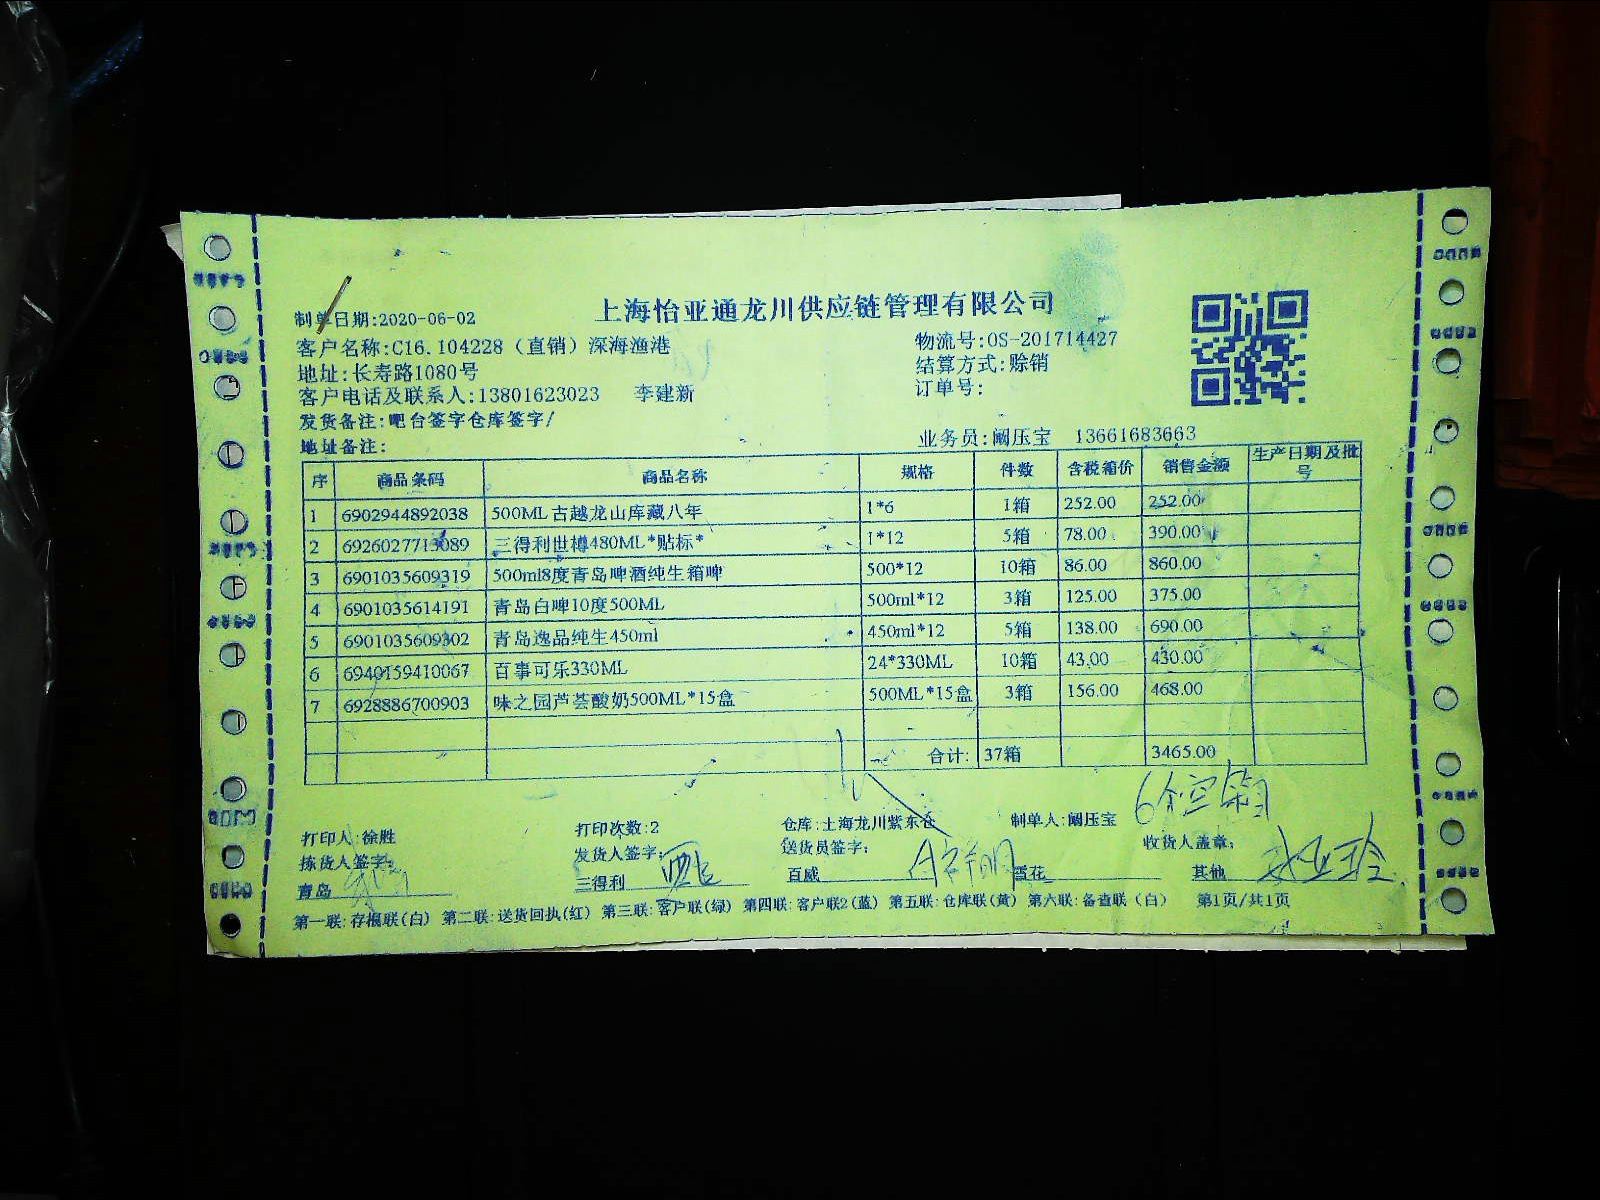 上海怡亚通龙川供应链管理有限公司
制单日期:2020-06-02
客户名称:C16.104228（直销）深海渔港
物流号:OS-201714427
地址:长寿路1080号
结算方式:赊销
客户电话及联系人:13801623023 李建新
订单号:
发货备注:吧台签字仓库签字/
地址备注:
业务员:阚压宝 13661683663
序 商品条码 商品名称 规格 件数 含税箱价 销售金额 生产日期及批号
1 6902944892038 500ML古越龙山库藏八年 1*6 1箱 252.00 252.00
2 6926027713089 三得利世樽480ML*贴标* 1*12 5箱 78.00 390.00
3 6901035609319 500ml8度青岛啤酒纯生箱啤 500*12 10箱 86.00 860.00
4 6901035614191 青岛白啤10度500ML 500ml*12 3箱 125.00 375.00
5 6901035609302 青岛逸品纯生450ml 450ml*12 5箱 138.00 690.00
6 6940159410067 百事可乐330ML 24*330ML 10箱 43.00 430.00
7 6928886700903 味之园芦荟酸奶500ML*15盒 500ML*15盒 3箱 156.00 468.00
合计: 37箱 3465.00
6个空箱
打印人:徐胜 打印次数:2 仓库:上海龙川紫东仓 制单人:阚压宝
拣货人签字: 发货人签字: 送货员签字: 收货人盖章:
青岛 三得利 百威 雪花 其他
第一联:存根联(白) 第二联:送货回执(红) 第三联:客户联(绿) 第四联:客户联2(蓝) 第五联:仓库联(黄) 第六联:备查联(白) 第1页/共1页